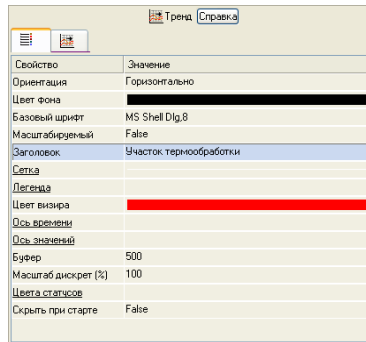 Тренд Справка
Свойство Значение
Ориентация Горизонтально
Цвет фона
Базовый шрифт MS Shell Dlg,8
Масштабируемый False
Заголовок Участок термообработки
Сетка
Легенда
Цвет визира
Ось времени
Ось значений
Буфер 500
Масштаб дискрет (%) 100
Цвета статусов
Скрыть при старте False